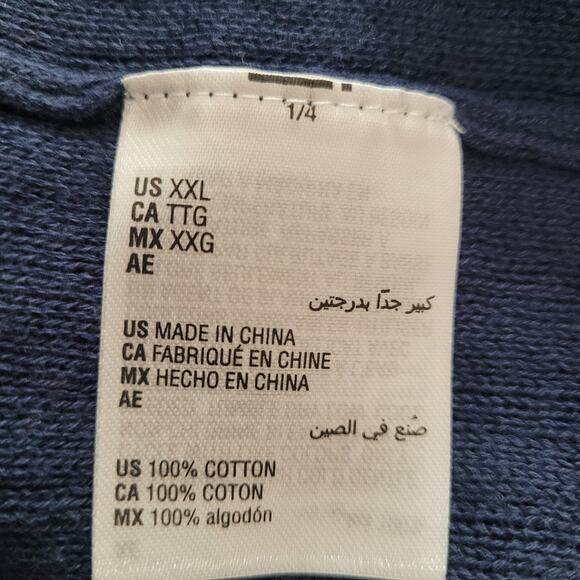 1/4
US XXL
CA TTG
MX XXG
AE
كبير جدًا بدرجتين
US MADE IN CHINA
CA FABRIQUÉ EN CHINE
MX HECHO EN CHINA
AE
صُنع في الصين
US 100% COTTON
CA 100% COTON
MX 100% algodón